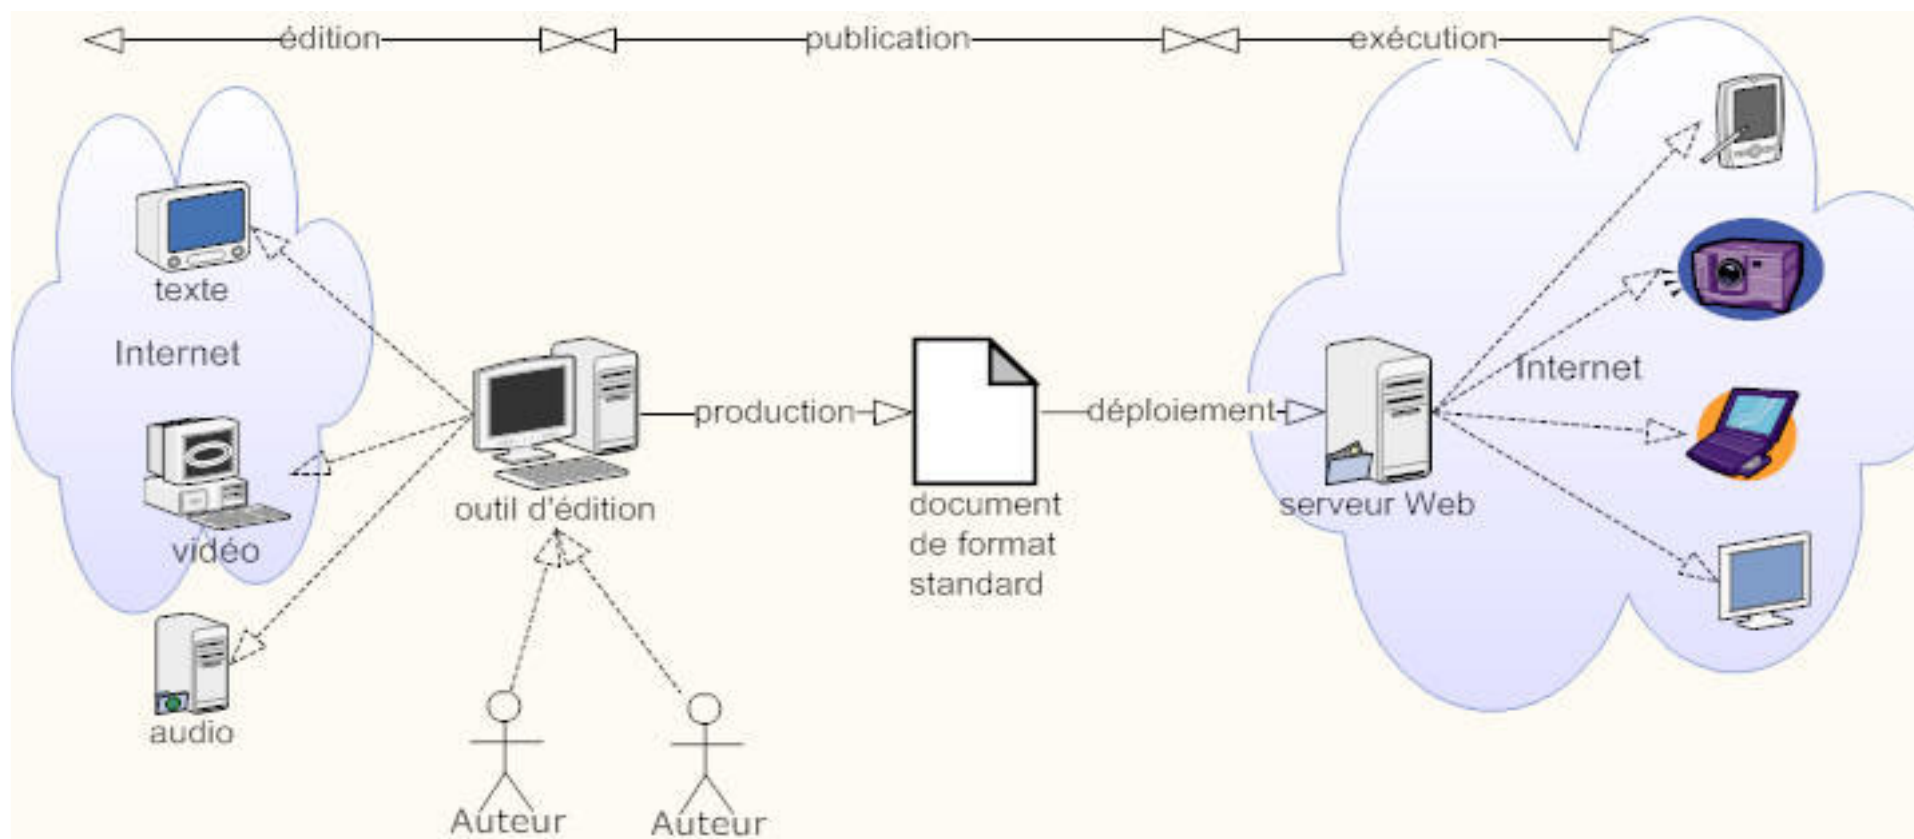 édition
publication
exécution
texte
Internet
vidéo
audio
outil d'édition
Auteur
Auteur
production
document
de format
standard
déploiement
serveur Web
Internet